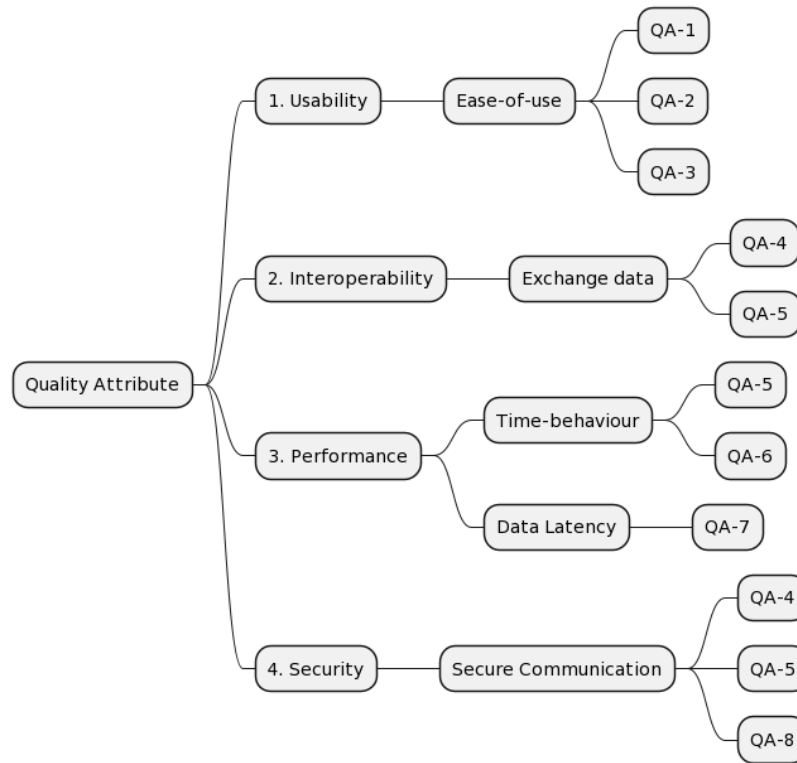 QA-1
1. Usability
Ease-of-use
QA-2
QA-3
QA-4
2. Interoperability
Exchange data
QA-5
Quality Attribute
QA-5
Time-behaviour
QA-6
3. Performance
Data Latency
QA-7
QA-4
4. Security
Secure Communication
QA-5
QA-8